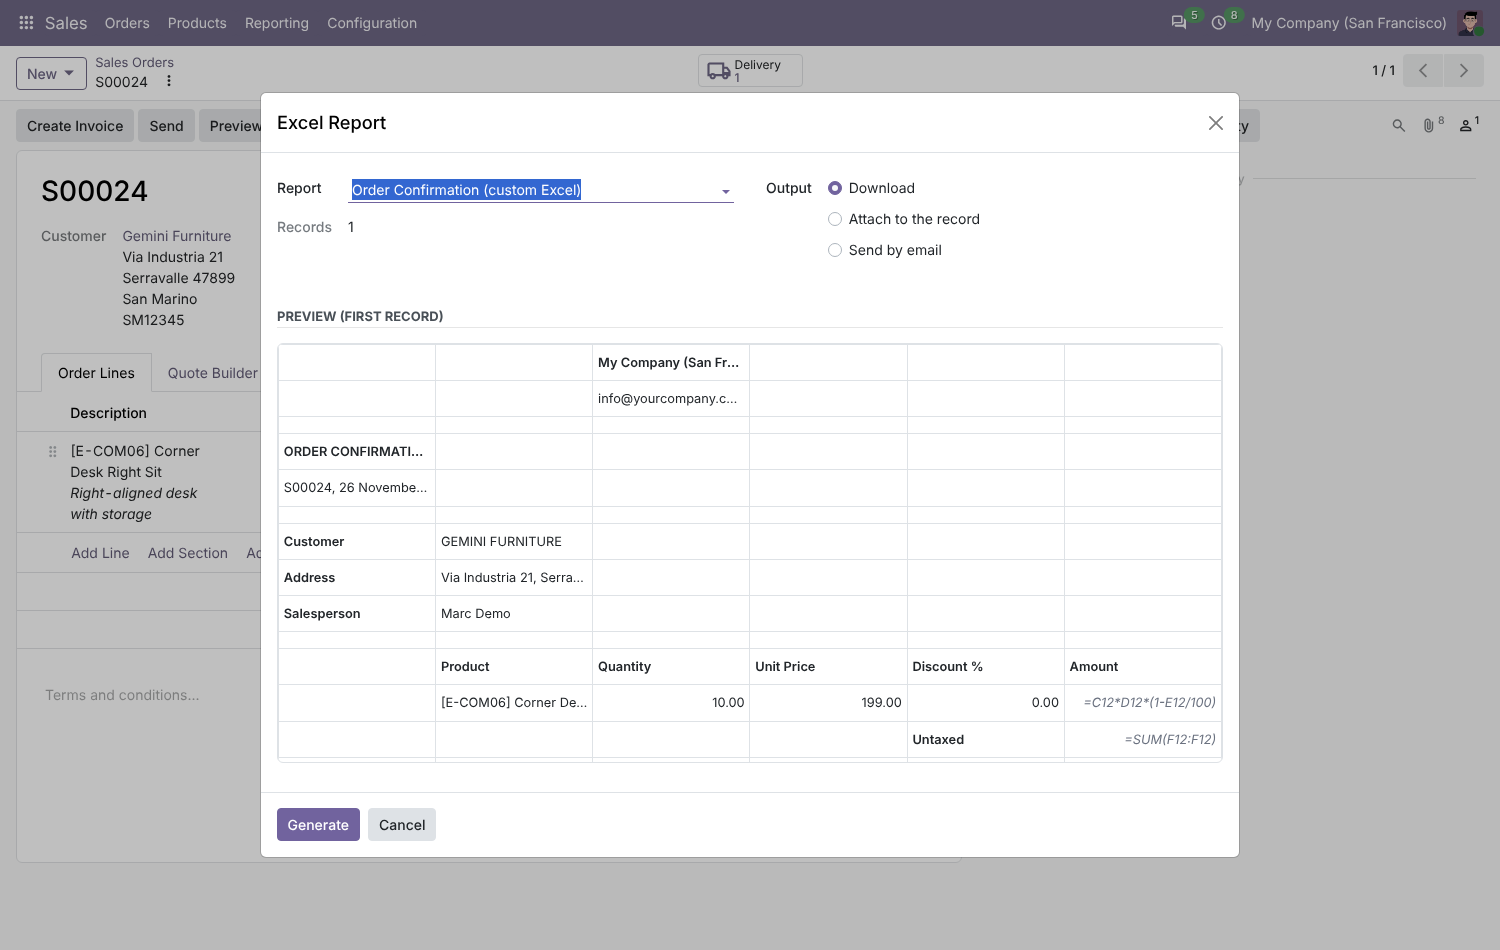 Sales Orders Products Reporting Configuration 5 8 My Company (San Francisco)
New Sales Orders
S00024
Delivery
1
1 / 1
Create Invoice Send Preview
8 1
S00024
Customer Gemini Furniture
Via Industria 21
Serravalle 47899
San Marino
SM12345
Order Lines Quote Builder
Description
[E-COM06] Corner
Desk Right Sit
Right-aligned desk
with storage
Add Line Add Section
Terms and conditions...
Excel Report
Report Order Confirmation (custom Excel)
Records 1
Output Download
Attach to the record
Send by email
PREVIEW (FIRST RECORD)
My Company (San Fr...
info@yourcompany.c...
ORDER CONFIRMATI...
S00024, 26 Novembe...
Customer GEMINI FURNITURE
Address Via Industria 21, Serra...
Salesperson Marc Demo
Product Quantity Unit Price Discount % Amount
[E-COM06] Corner De... 10.00 199.00 0.00 =C12*D12*(1-E12/100)
Untaxed =SUM(F12:F12)
Generate Cancel